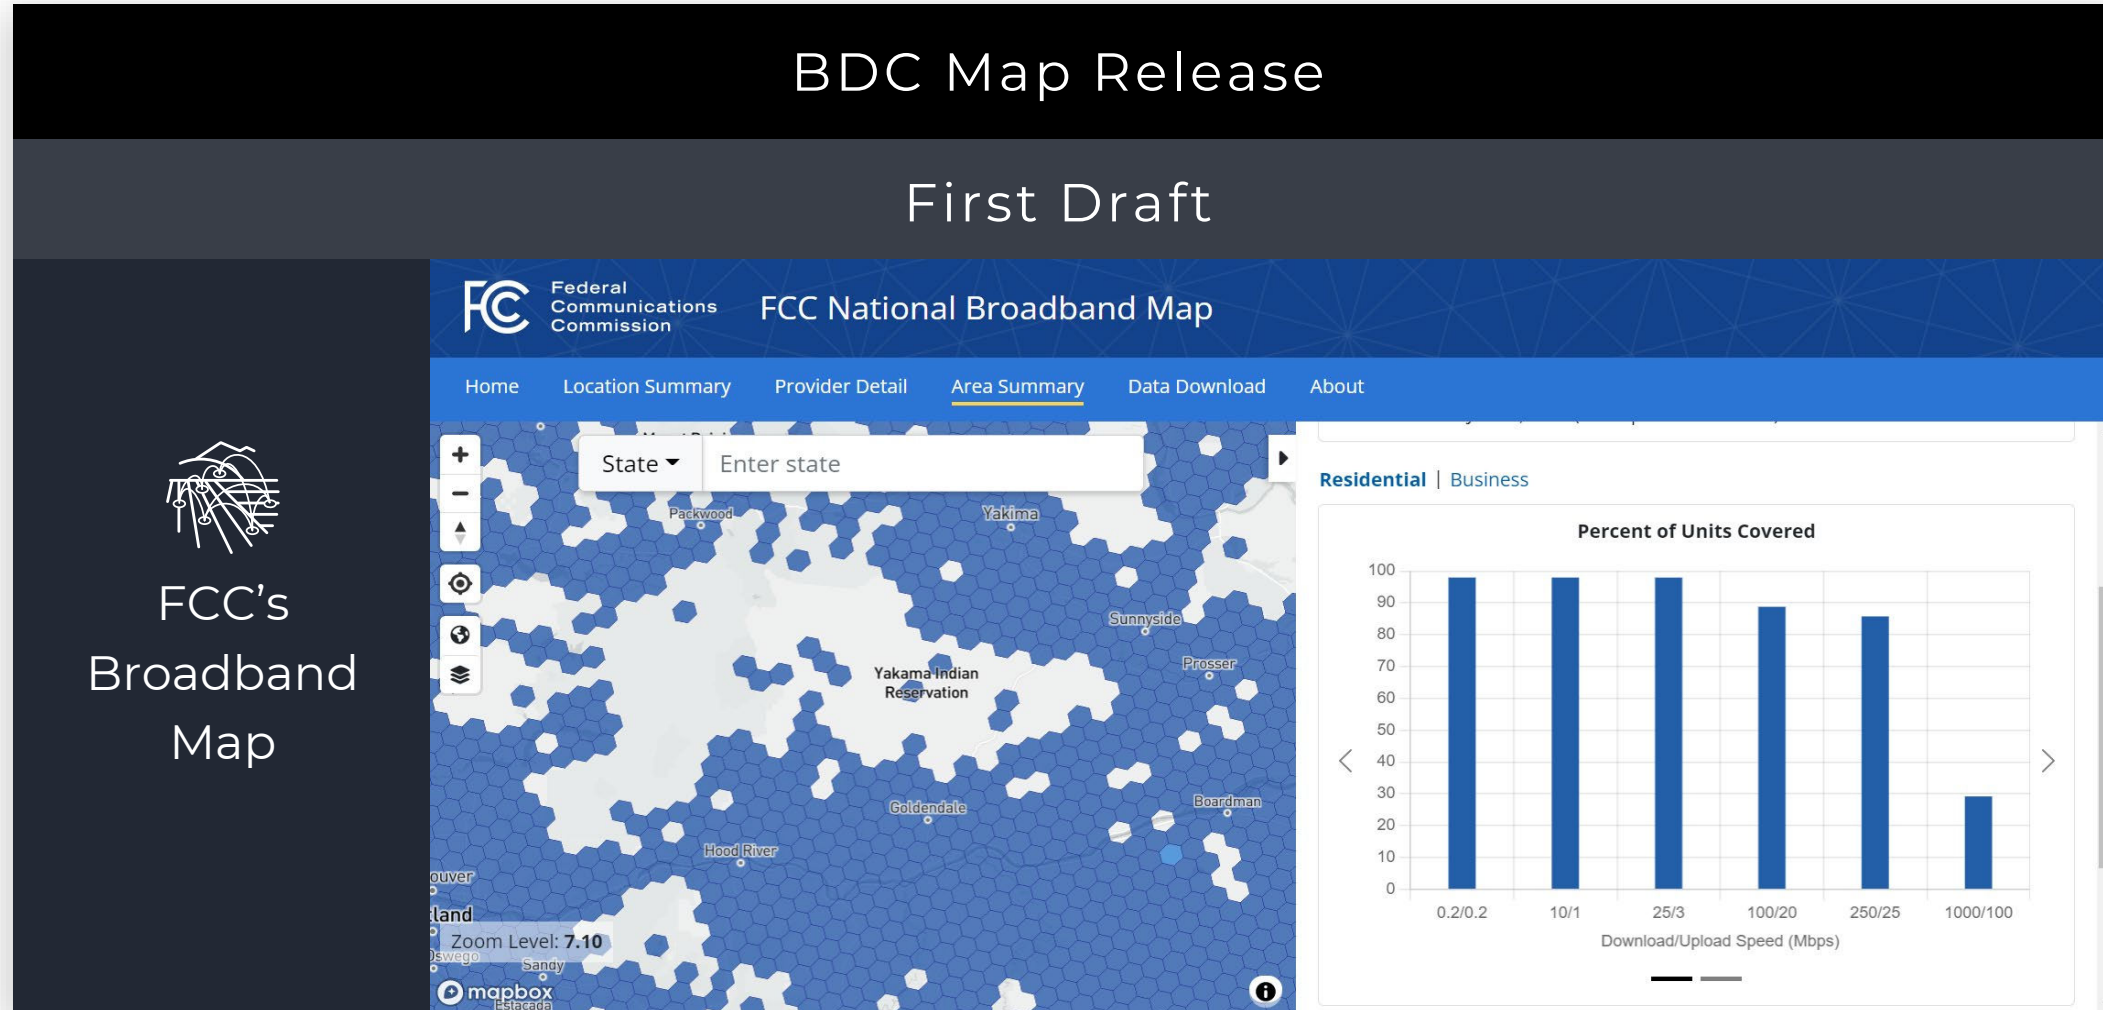 BDC Map Release
First Draft
FCC's
Broadband
Map
FCC
Federal
Communications
Commission
FCC National Broadband Map
Home
Location Summary
Provider Detail
Area Summary
Data Download
About
State
Enter state
Packwood
Yakima
Sunnyside
Prosser
Yakama Indian
Reservation
Goldendale
Boardman
Hood River
ouver
tland
Zoom Level: 7.10
swego
Sandy
mapbox
Estacada
Residential | Business
Percent of Units Covered
100
90
80
70
60
50
40
30
20
10
0
0.2/0.2
10/1
25/3
100/20
250/25
1000/100
Download/Upload Speed (Mbps)